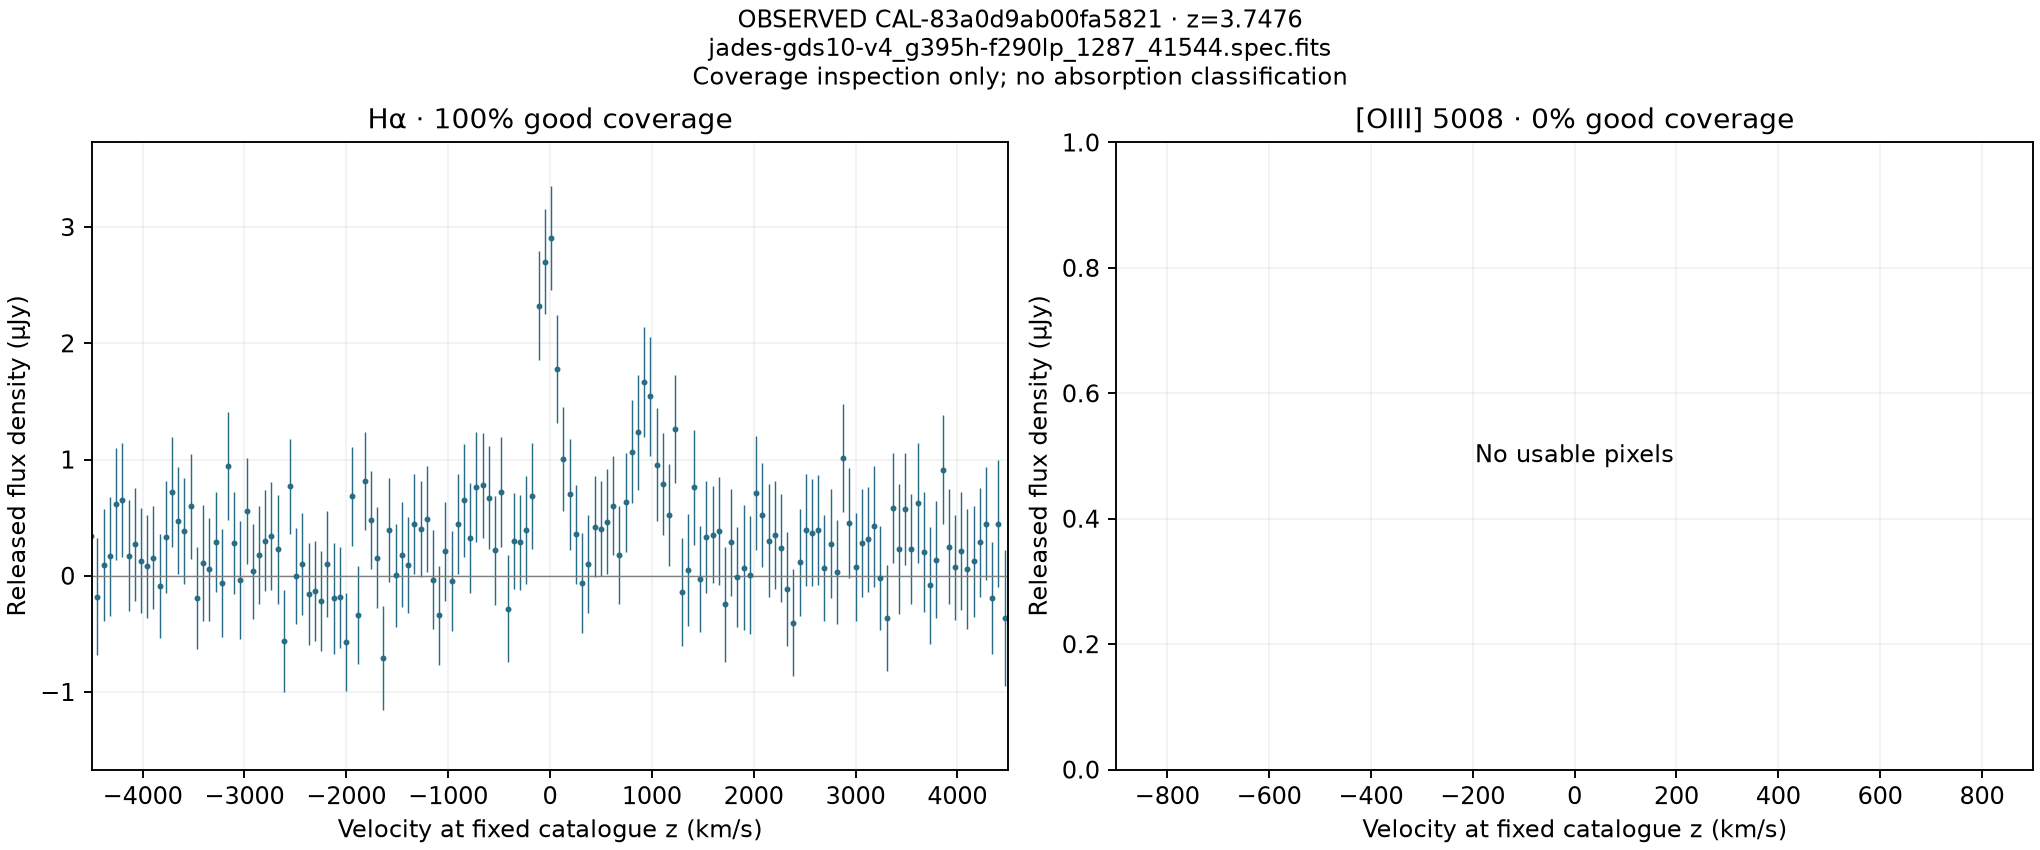 OBSERVED CAL-83a0d9ab00fa5821 · z=3.7476
jades-gds10-v4_g395h-f290lp_1287_41544.spec.fits
Coverage inspection only; no absorption classification
Hα · 100% good coverage
Released flux density (μJy)
3
2
1
0
−1
−4000 −3000 −2000 −1000 0 1000 2000 3000 4000
Velocity at fixed catalogue z (km/s)
[OIII] 5008 · 0% good coverage
Released flux density (μJy)
1.0
0.8
0.6
0.4
0.2
0.0
No usable pixels
−800 −600 −400 −200 0 200 400 600 800
Velocity at fixed catalogue z (km/s)